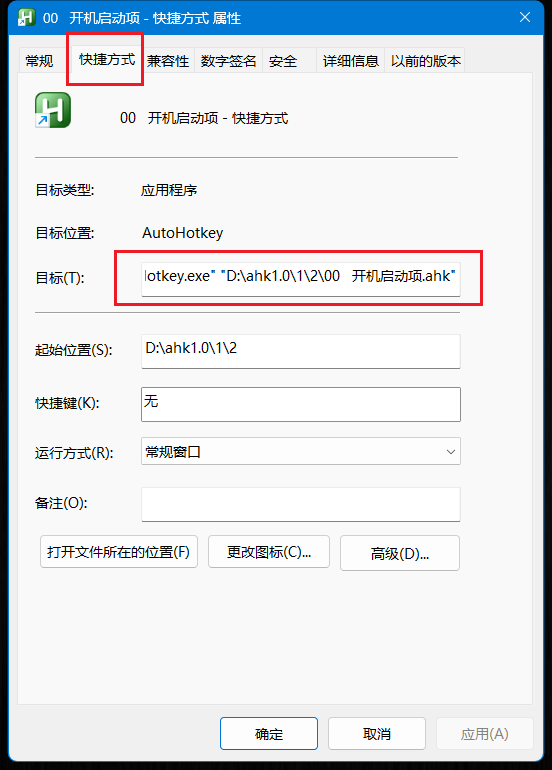 00   开机启动项 - 快捷方式 属性
常规 快捷方式 兼容性 数字签名 安全 详细信息 以前的版本
00   开机启动项 - 快捷方式
目标类型: 应用程序
目标位置: AutoHotkey
目标(T): otkey.exe" "D:\ahk1.0\1\2\00   开机启动项.ahk"
起始位置(S): D:\ahk1.0\1\2
快捷键(K): 无
运行方式(R): 常规窗口
备注(O):
打开文件所在的位置(F) 更改图标(C)... 高级(D)...
确定 取消 应用(A)